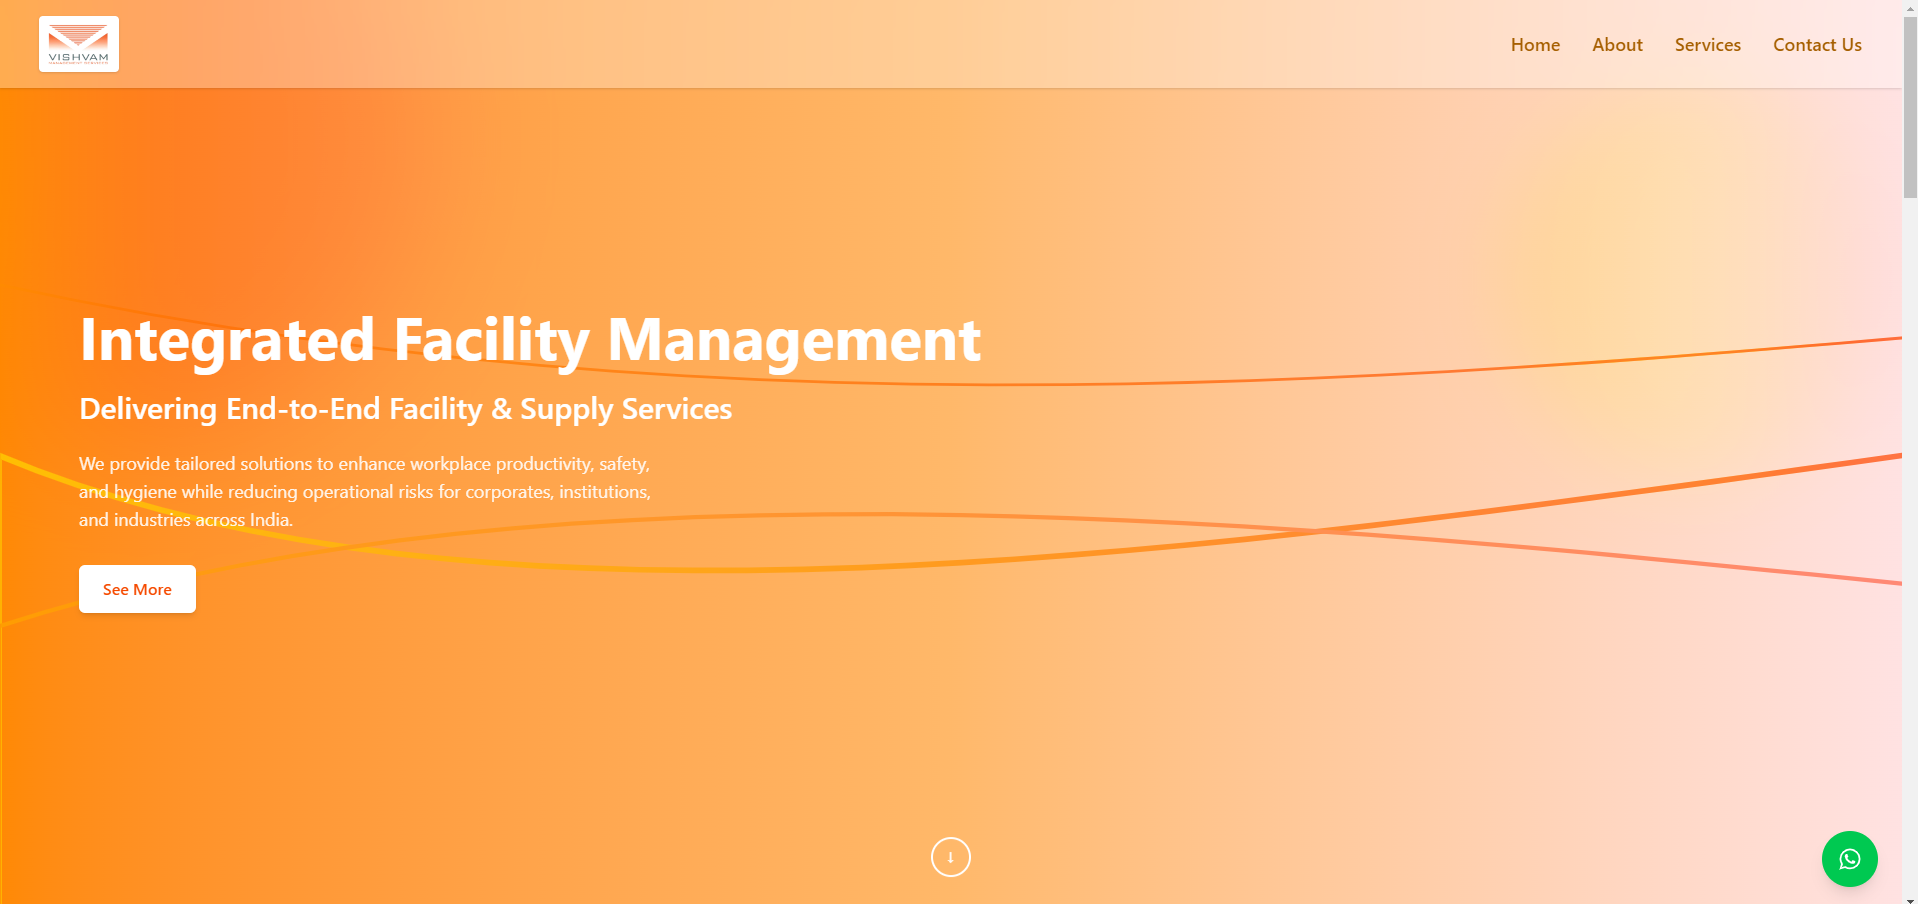 VISHVAM
MANAGEMENT SERVICES
Home
About
Services
Contact Us
Integrated Facility Management
Delivering End-to-End Facility & Supply Services
We provide tailored solutions to enhance workplace productivity, safety,
and hygiene while reducing operational risks for corporates, institutions,
and industries across India.
See More